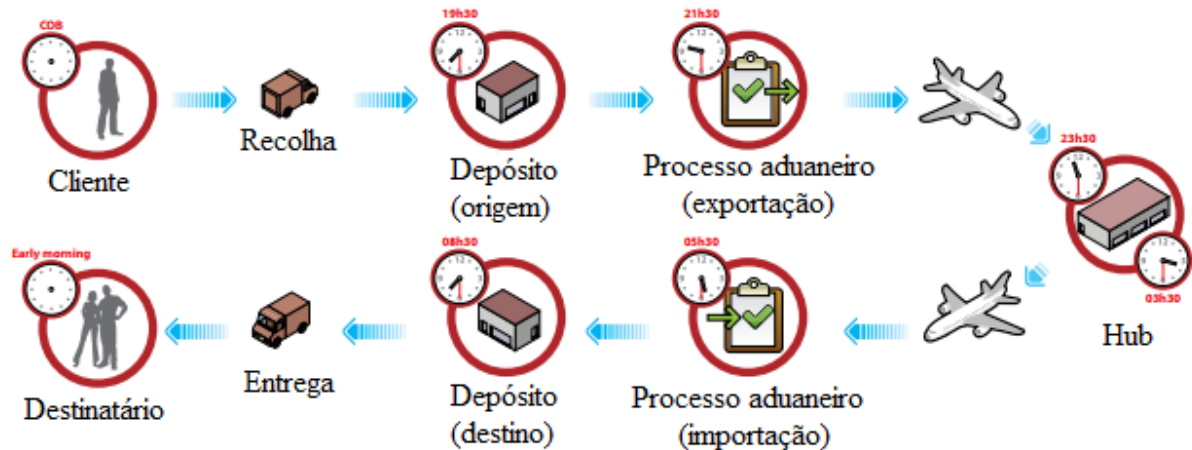 COB
Cliente
Recolha
19h30
Depósito
(origem)
21h30
Processo aduaneiro
(exportação)
23h30
03h30
Hub
05h30
Processo aduaneiro
(importação)
08h30
Depósito
(destino)
Entrega
Early morning
Destinatário